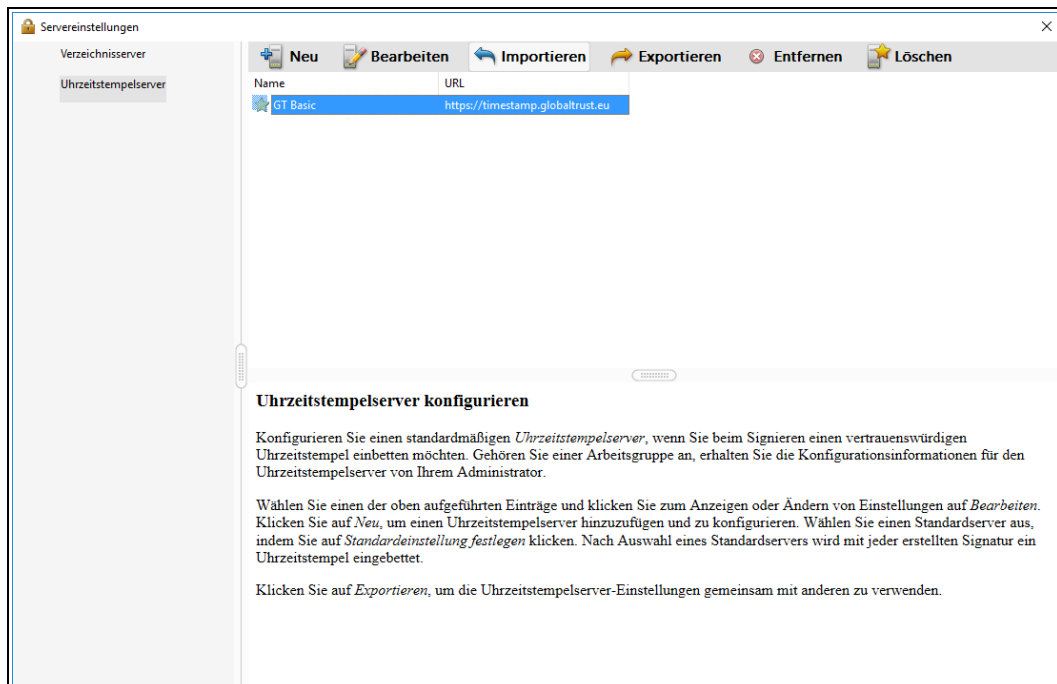 Servereinstellungen
Verzeichnisserver
Uhrzeitstempelserver
Neu Bearbeiten Importieren Exportieren Entfernen Löschen
Name URL
GT Basic https://timestamp.globaltrust.eu
Uhrzeitstempelserver konfigurieren
Konfigurieren Sie einen standardmäßigen Uhrzeitstempelserver, wenn Sie beim Signieren einen vertrauenswürdigen
Uhrzeitstempel einbetten möchten. Gehören Sie einer Arbeitsgruppe an, erhalten Sie die Konfigurationsinformationen für den
Uhrzeitstempelserver von Ihrem Administrator.
Wählen Sie einen der oben aufgeführten Einträge und klicken Sie zum Anzeigen oder Ändern von Einstellungen auf Bearbeiten.
Klicken Sie auf Neu, um einen Uhrzeitstempelserver hinzuzufügen und zu konfigurieren. Wählen Sie einen Standardserver aus,
indem Sie auf Standardeinstellung festlegen klicken. Nach Auswahl eines Standardservers wird mit jeder erstellten Signatur ein
Uhrzeitstempel eingebettet.
Klicken Sie auf Exportieren, um die Uhrzeitstempelserver-Einstellungen gemeinsam mit anderen zu verwenden.